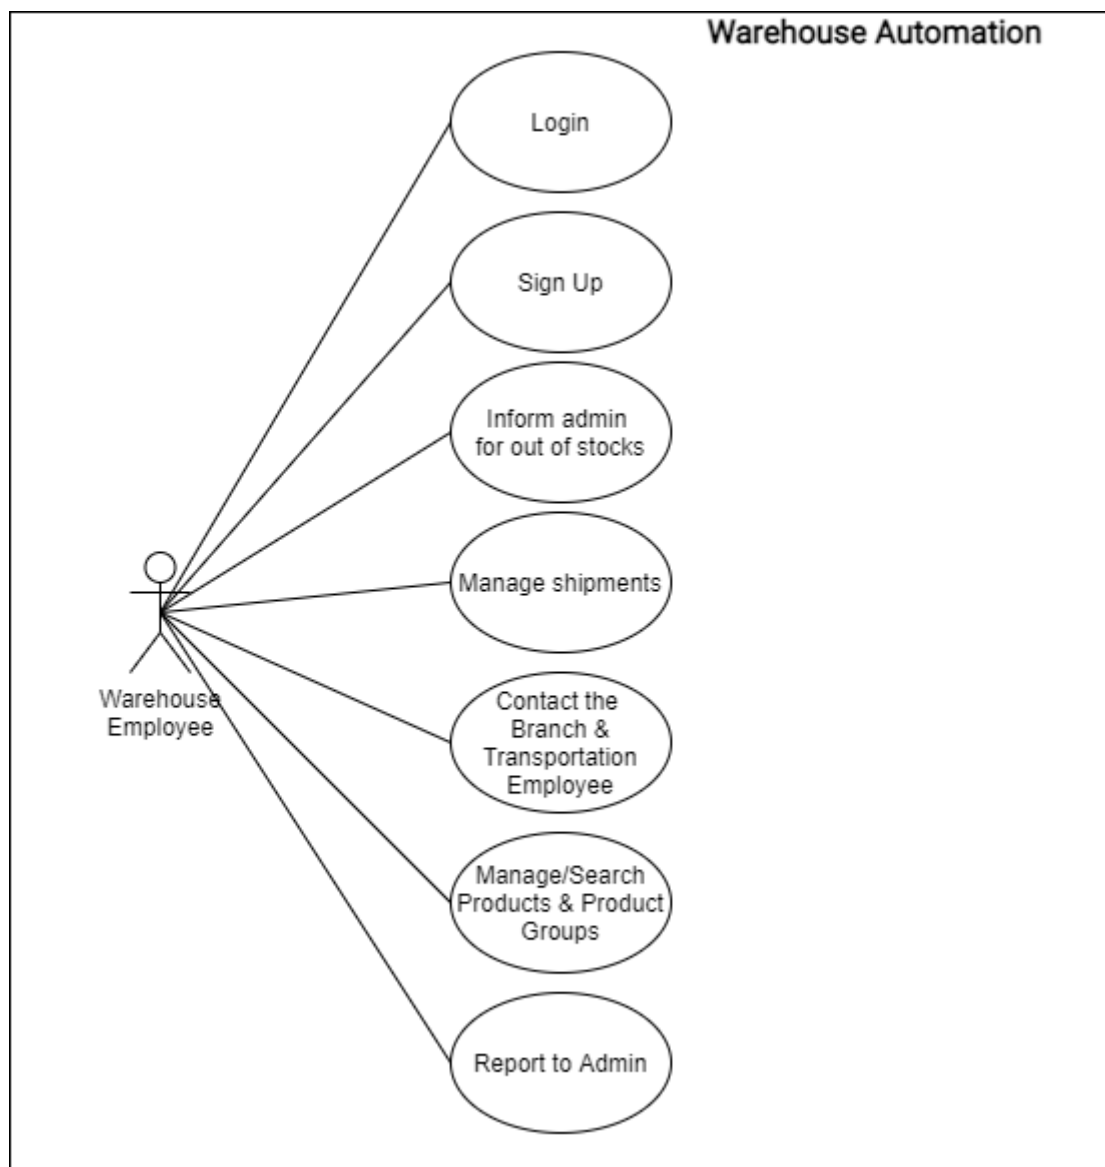 Warehouse Automation
Login
Sign Up
Inform admin
for out of stocks
Manage shipments
Warehouse
Employee
Contact the
Branch &
Transportation
Employee
Manage/Search
Products & Product
Groups
Report to Admin